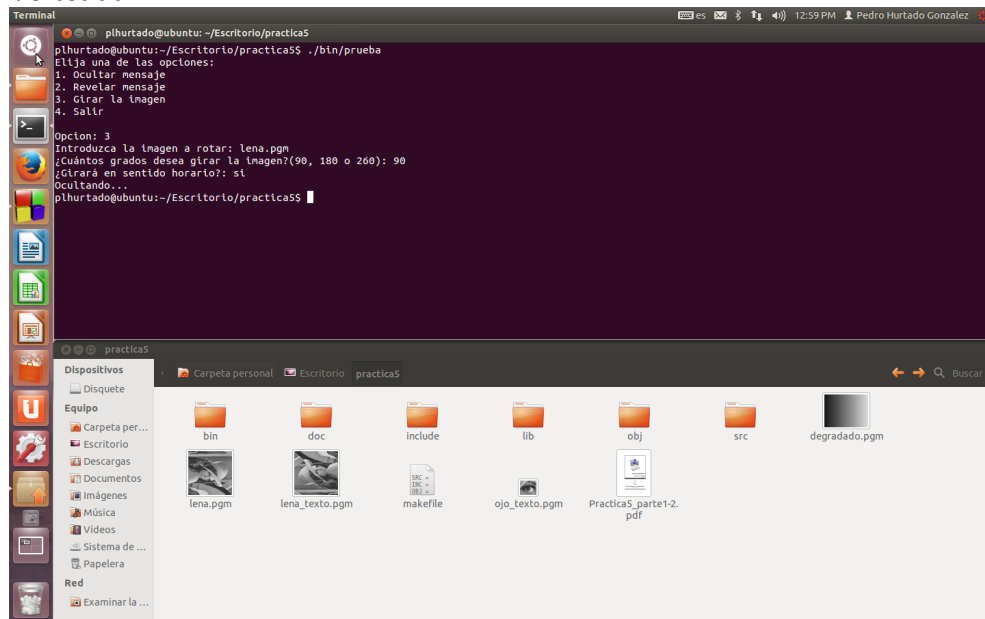 Terminal
es
12:59 PM
Pedro Hurtado Gonzalez
plhurtado@ubuntu: ~/Escritorio/practica5
plhurtado@ubuntu:~/Escritorio/practica5$ ./bin/prueba
Elija una de las opciones:
1. Ocultar mensaje
2. Revelar mensaje
3. Girar la imagen
4. Salir
Opcion: 3
Introduzca la imagen a rotar: lena.pgm
¿Cuántos grados desea girar la imagen?(90, 180 o 260): 90
¿Girará en sentido horario?: si
Ocultando...
plhurtado@ubuntu:~/Escritorio/practica5$
practica5
Dispositivos
Disquete
Equipo
Carpeta per...
Escritorio
Descargas
Documentos
Imágenes
Música
Vídeos
Sistema de ...
Papelera
Red
Examinar la ...
Carpeta personal
Escritorio
practica5
Buscar
bin
doc
include
lib
obj
src
degradado.pgm
lena.pgm
lena_texto.pgm
SRC =
INC =
OBJ =
makefile
ojo_texto.pgm
Practica5_parte1-2.
pdf